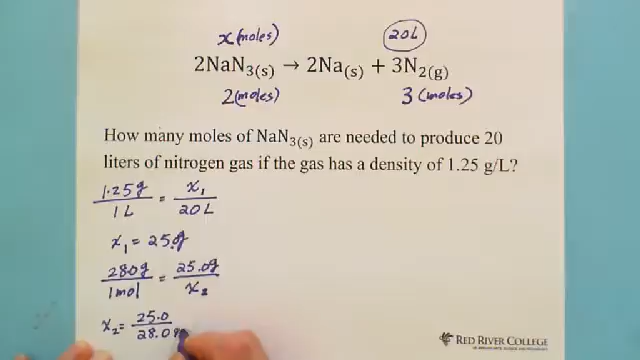 x (moles) 20L
2NaN3(s) → 2Na(s) + 3N2(g)
2 (moles) 3 (moles)
How many moles of NaN3(s) are needed to produce 20
liters of nitrogen gas if the gas has a density of 1.25 g/L?
1.25g / 1L = x1 / 20L
x1 = 25.0g
28.0g / 1mol = 25.0g / x2
x2 = 25.0 / 28.0
RED RIVER COLLEGE